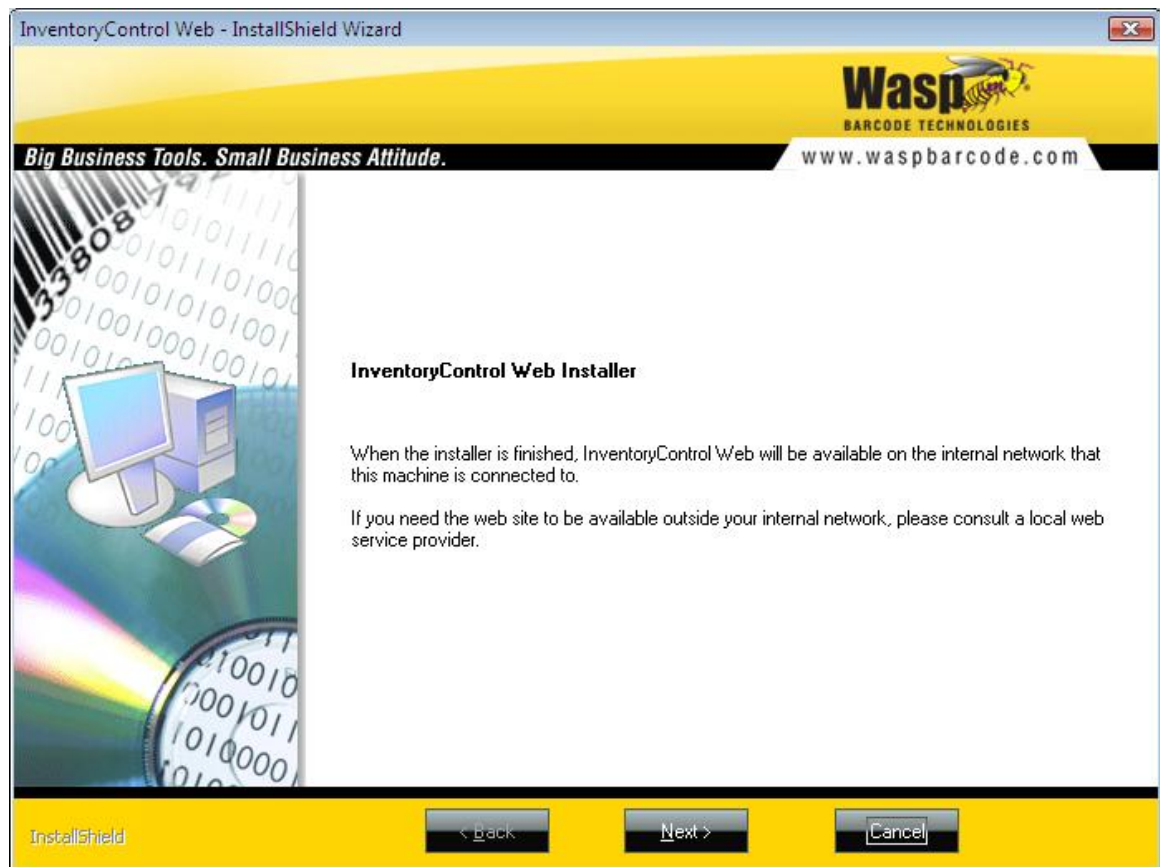 InventoryControl Web - InstallShield Wizard
Wasp
BARCODE TECHNOLOGIES
Big Business Tools. Small Business Attitude.
www.waspbarcode.com
InventoryControl Web Installer
When the installer is finished, InventoryControl Web will be available on the internal network that
this machine is connected to.
If you need the web site to be available outside your internal network, please consult a local web
service provider.
InstallShield
< Back
Next >
Cancel